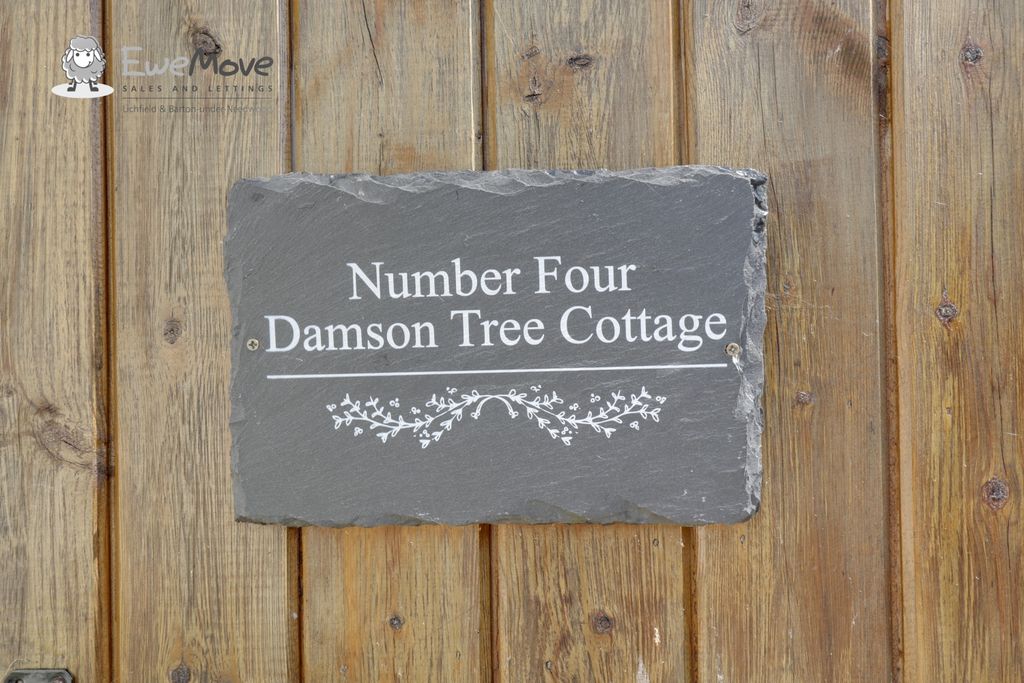 EweMove
SALES AND LETTINGS
Lichfield & Barton-under-Needwood
Number Four
Damson Tree Cottage